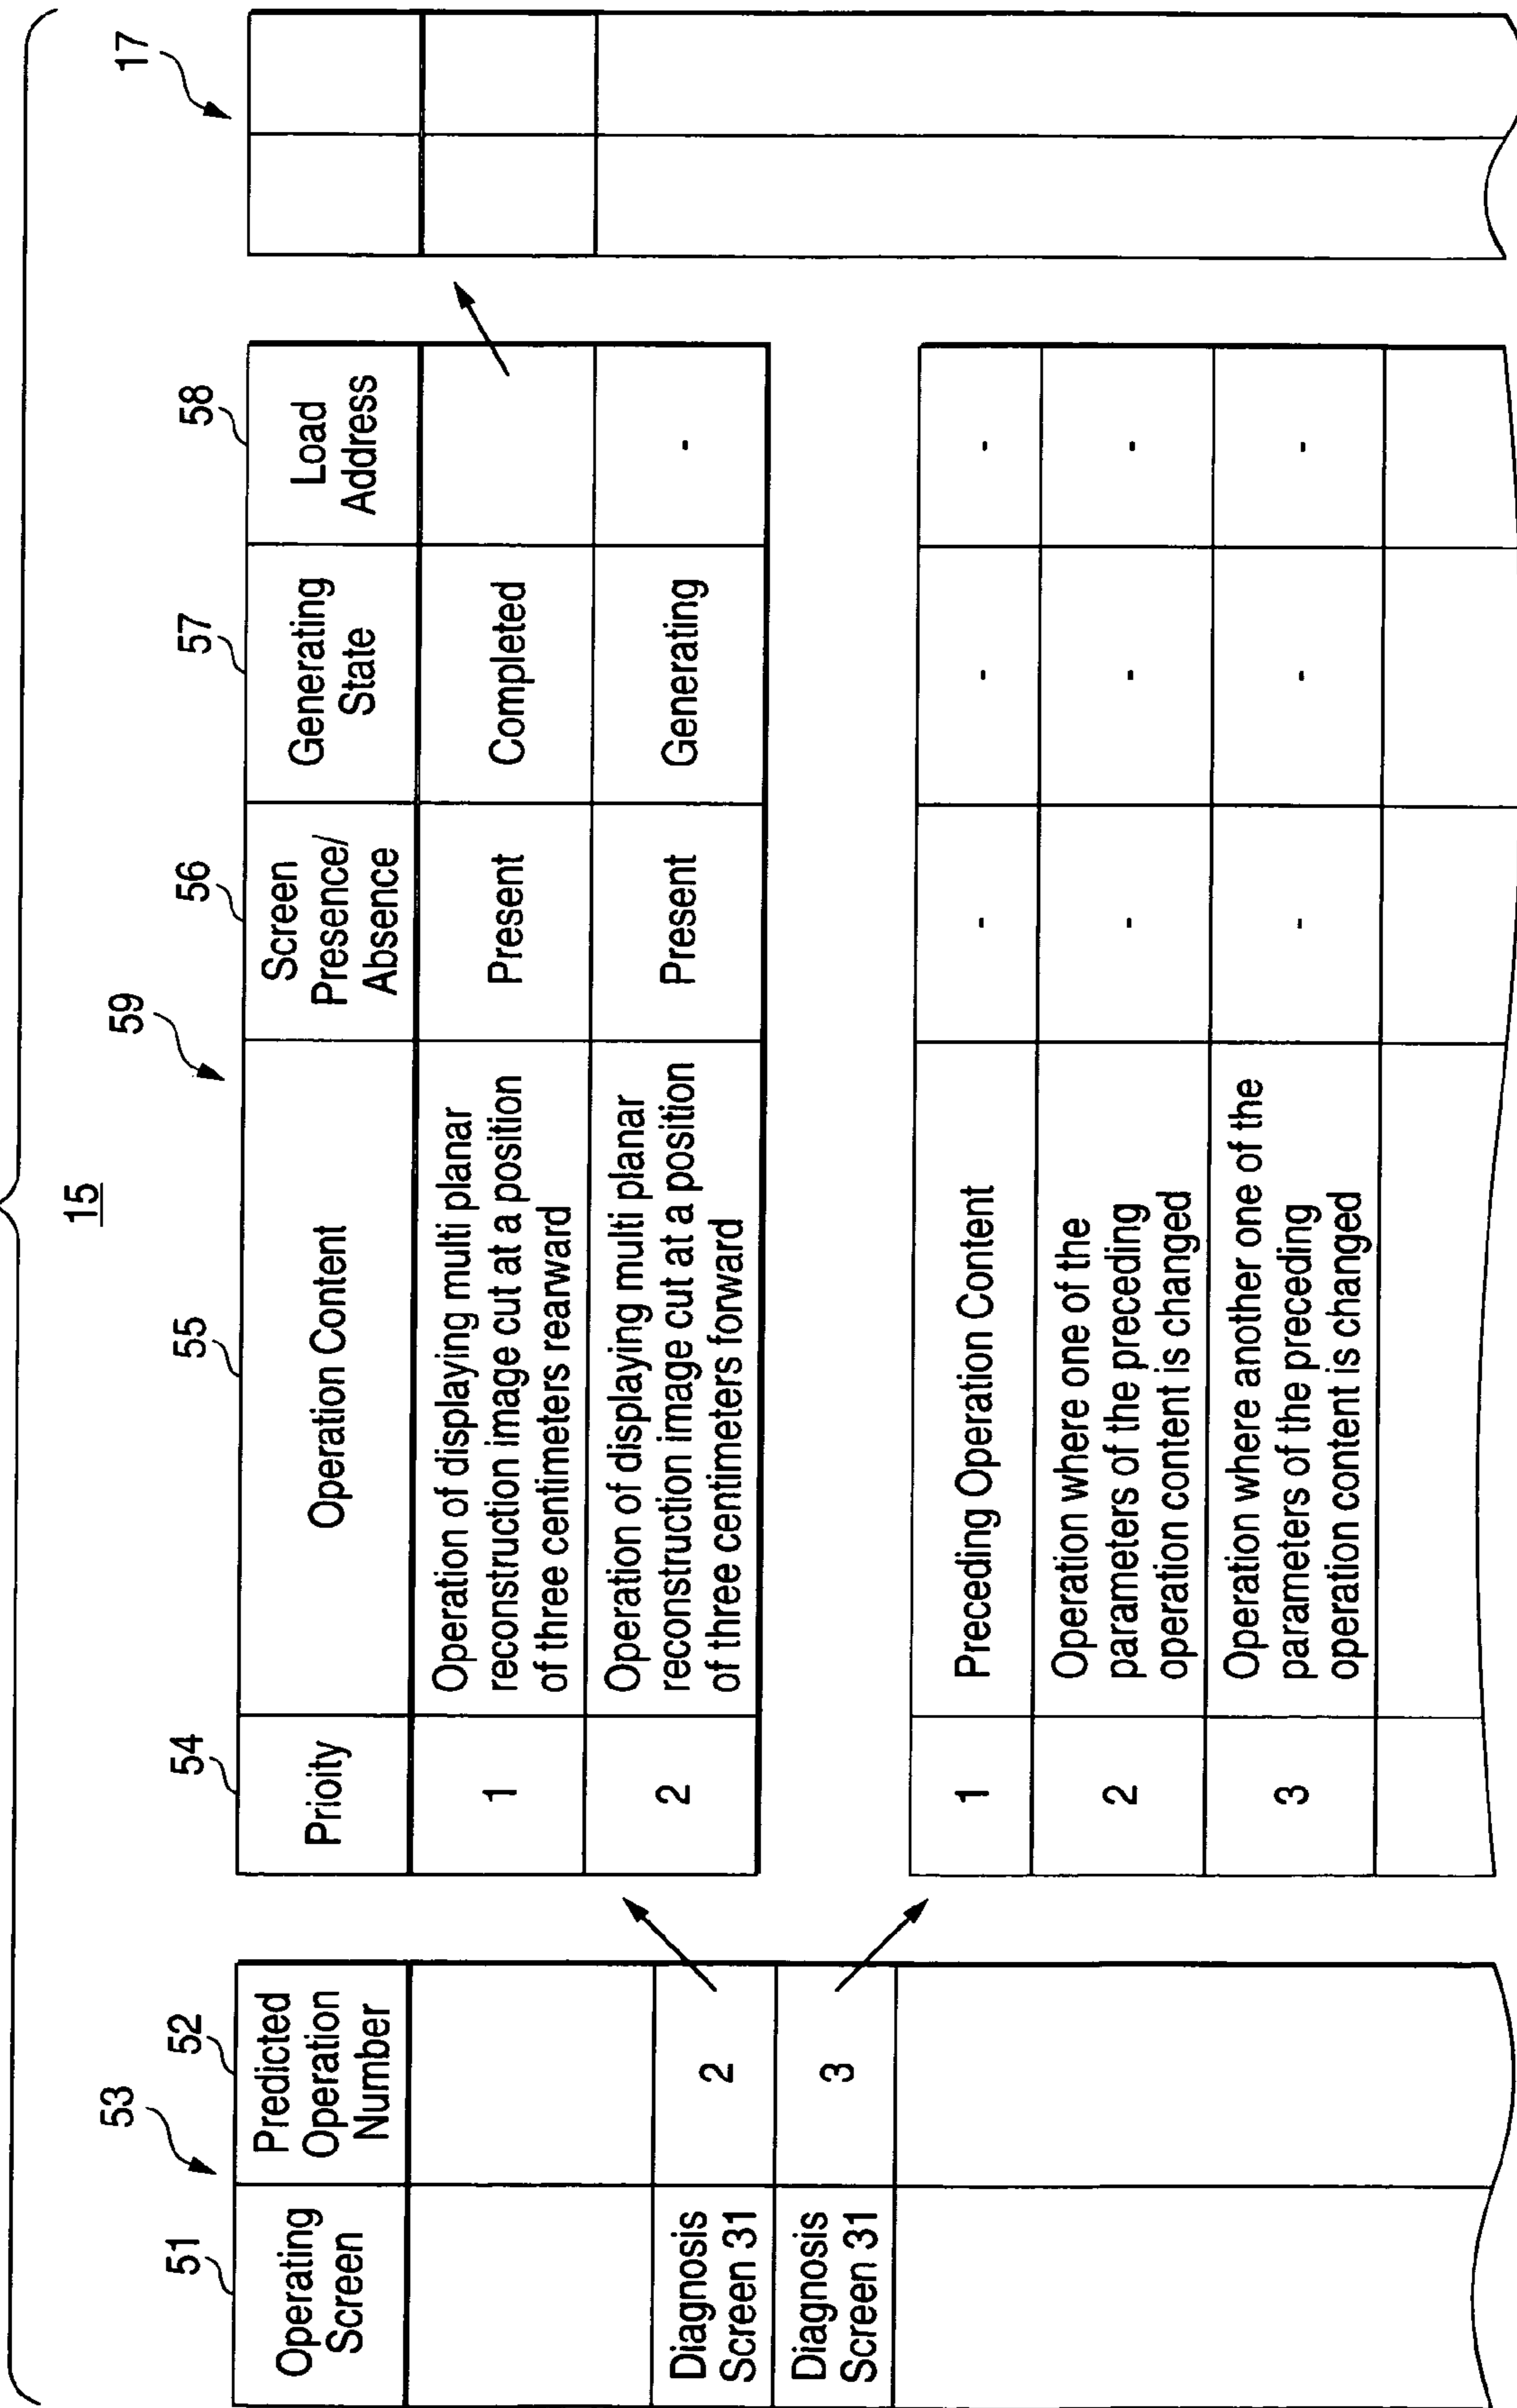 15
53
51
52
Operating
Screen
Predicted
Operation
Number
Diagnosis
Screen 31
2
Diagnosis
Screen 31
3
59
54
55
56
57
58
Prioity
Operation Content
Screen
Presence/
Absence
Generating
State
Load
Address
1
Operation of displaying multi planar
reconstruction image cut at a position
of three centimeters rearward
Present
Completed
2
Operation of displaying multi planar
reconstruction image cut at a position
of three centimeters forward
Present
Generating
-
1
Preceding Operation Content
-
-
-
2
Operation where one of the
parameters of the preceding
operation content is changed
-
-
-
3
Operation where another one of the
parameters of the preceding
operation content is changed
-
-
-
17